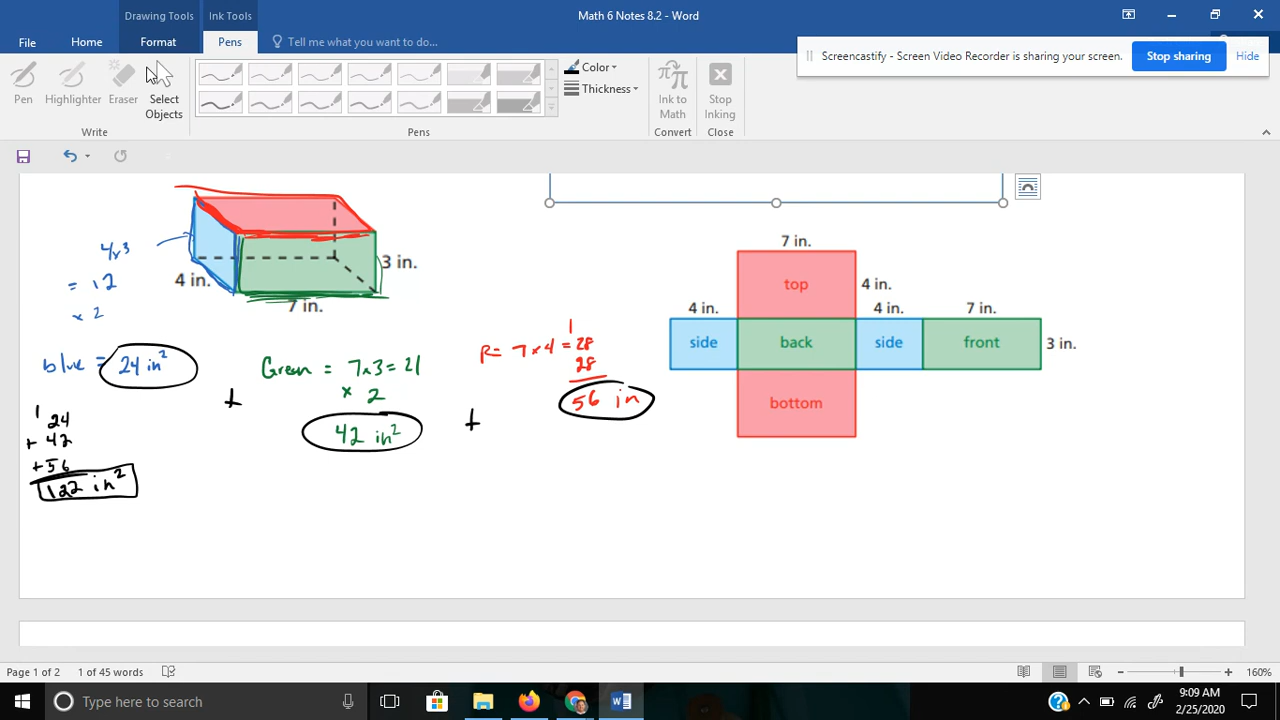 Drawing Tools
Ink Tools
Math 6 Notes 8.2 - Word
File
Home
Format
Pens
Tell me what you want to do...
Screencastify - Screen Video Recorder is sharing your screen.
Stop sharing
Hide
Pen
Highlighter
Eraser
Select Objects
Color
Thickness
Ink to Math
Stop Inking
Write
Pens
Convert
Close
4x3
= 12
x 2
blue = 24 in²
4 in.
7 in.
3 in.
Green = 7x3=21
x 2
42 in²
+
+
R= 7x4 = 28
1
28
56 in
1
24
+ 42
+56
122 in²
7 in.
top
4 in.
4 in.
4 in.
7 in.
side
back
side
front
3 in.
bottom
Page 1 of 2
1 of 45 words
160%
Type here to search
9:09 AM
2/25/2020